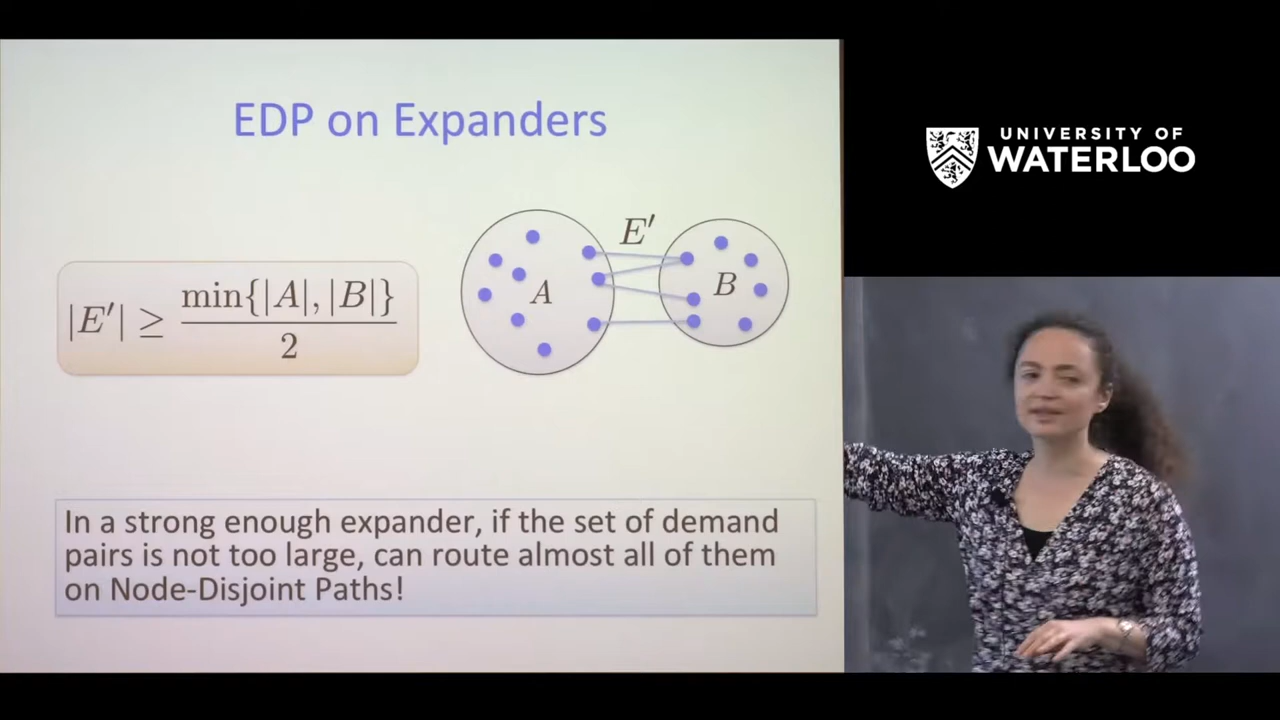 EDP on Expanders
|E′| ≥ min{|A|, |B|} / 2
E′
A
B
In a strong enough expander, if the set of demand
pairs is not too large, can route almost all of them
on Node-Disjoint Paths!
UNIVERSITY OF
WATERLOO